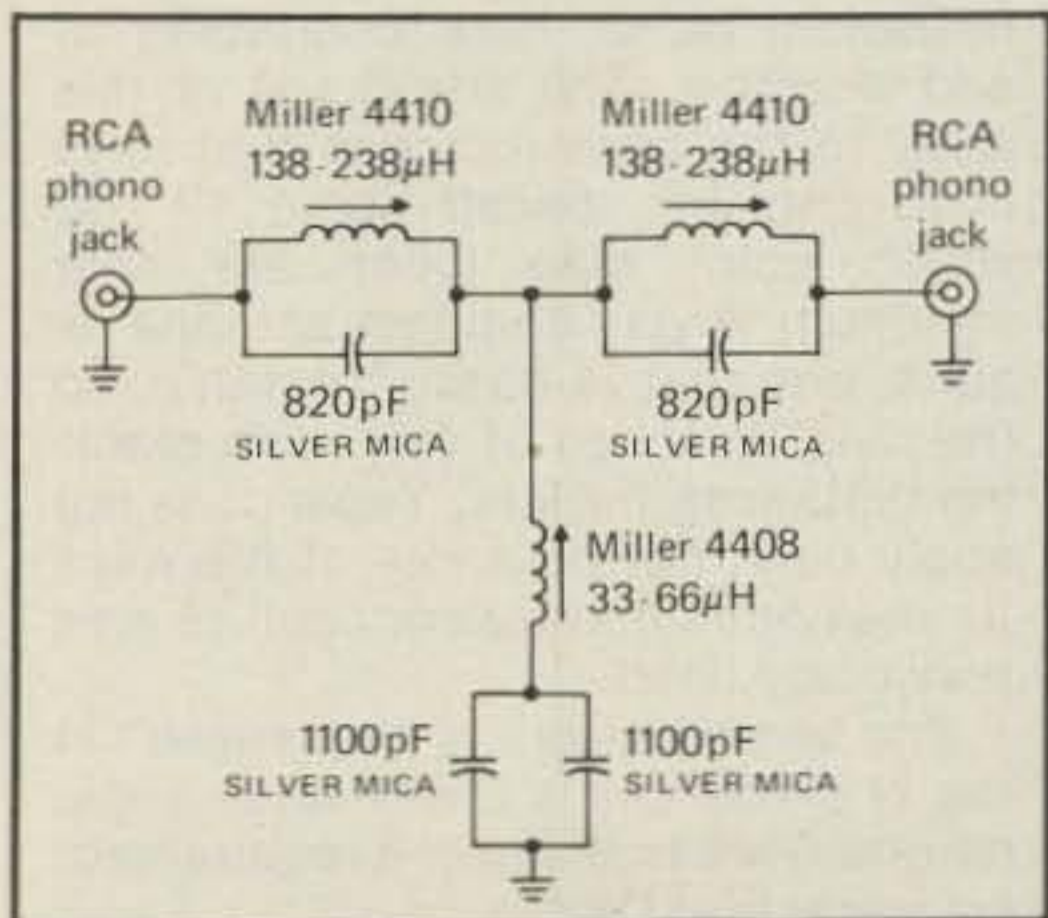 Miller 4410
138-238µH
Miller 4410
138-238µH
RCA
phono
jack
RCA
phono
jack
820pF
SILVER MICA
820pF
SILVER MICA
Miller 4408
33-66µH
1100pF
SILVER MICA
1100pF
SILVER MICA